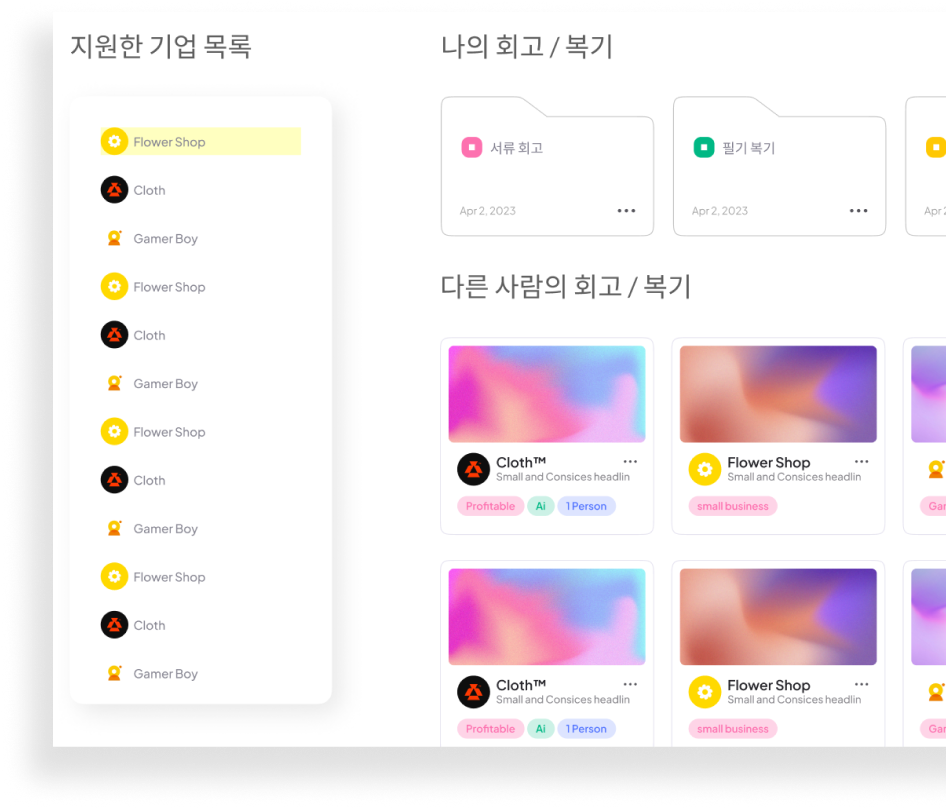 지원한 기업 목록
Flower Shop
Cloth
Gamer Boy
Flower Shop
Cloth
Gamer Boy
Flower Shop
Cloth
Gamer Boy
Flower Shop
Cloth
Gamer Boy
나의 회고 / 복기
서류 회고
Apr 2, 2023
필기 복기
Apr 2, 2023
Apr 2
다른 사람의 회고 / 복기
Cloth™
Small and Consices headlin
Profitable Ai 1 Person
Flower Shop
Small and Consices headlin
small business
Cloth™
Small and Consices headlin
Profitable Ai 1 Person
Flower Shop
Small and Consices headlin
small business